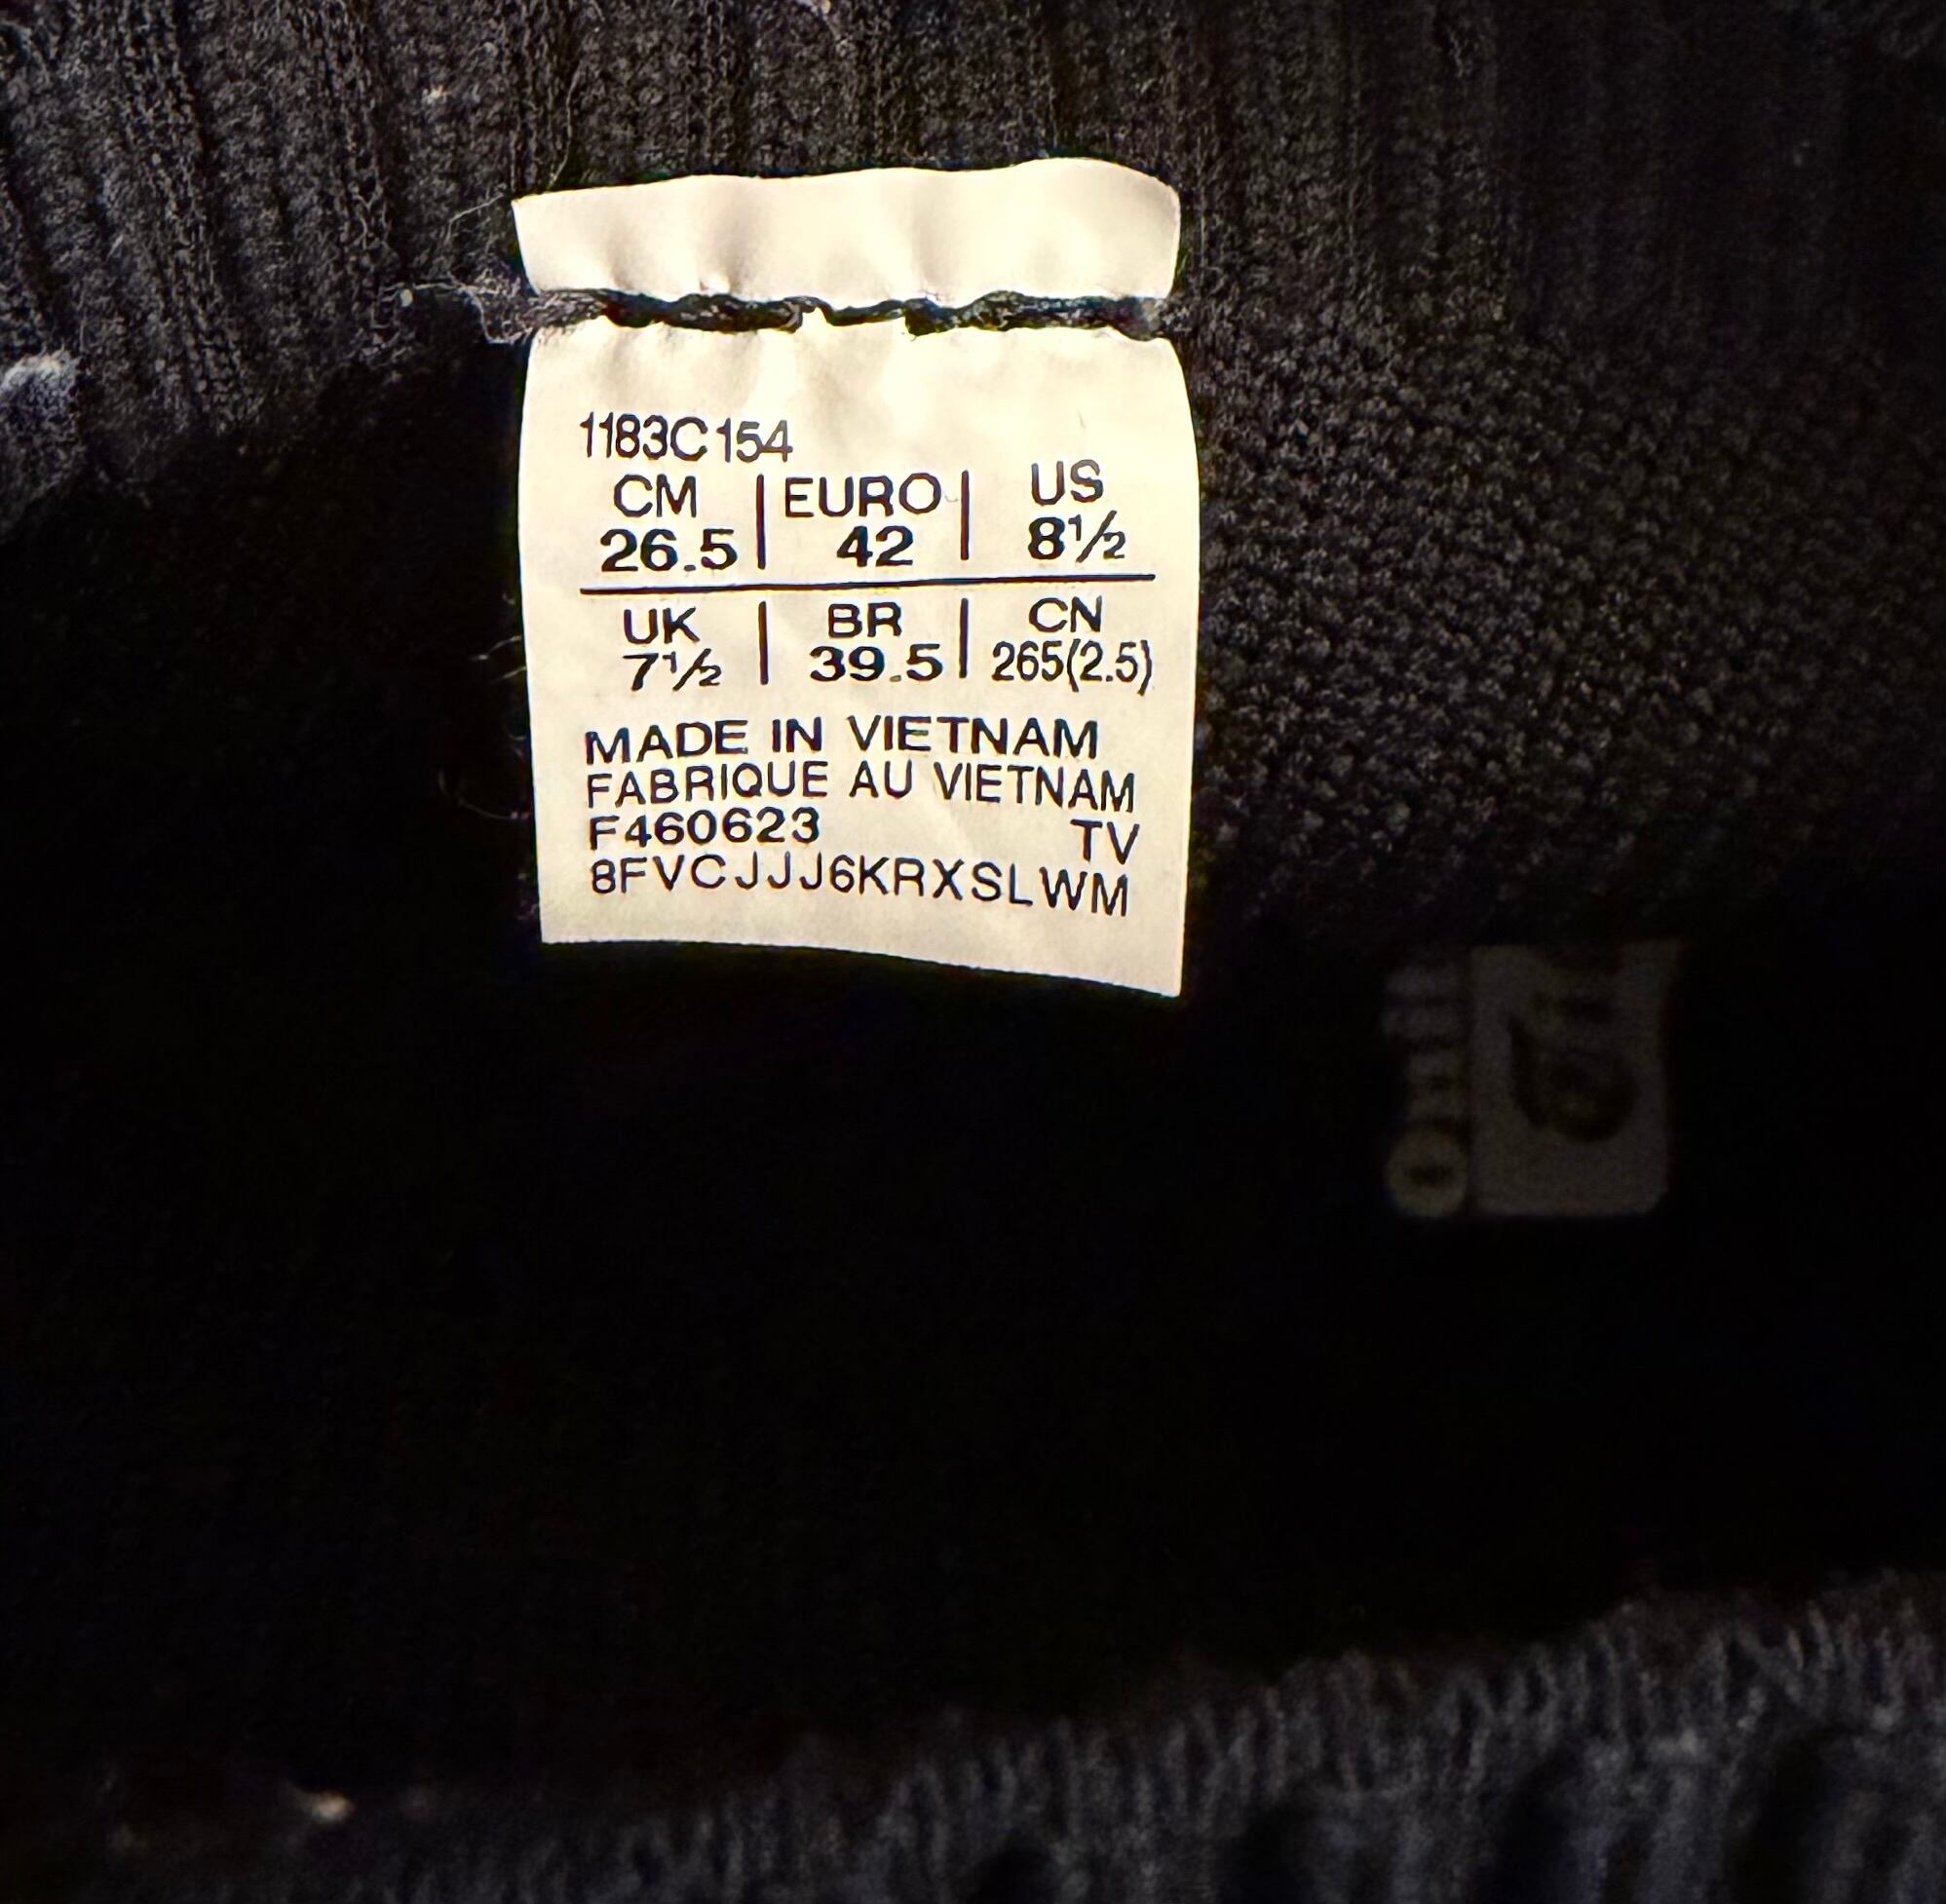 1183C154
CM | EURO | US
26.5 | 42 | 8½
UK | BR | CN
7½ | 39.5 | 265(2.5)
MADE IN VIETNAM
FABRIQUE AU VIETNAM
F460623 TV
8FVCJJJ6KRXSLWM